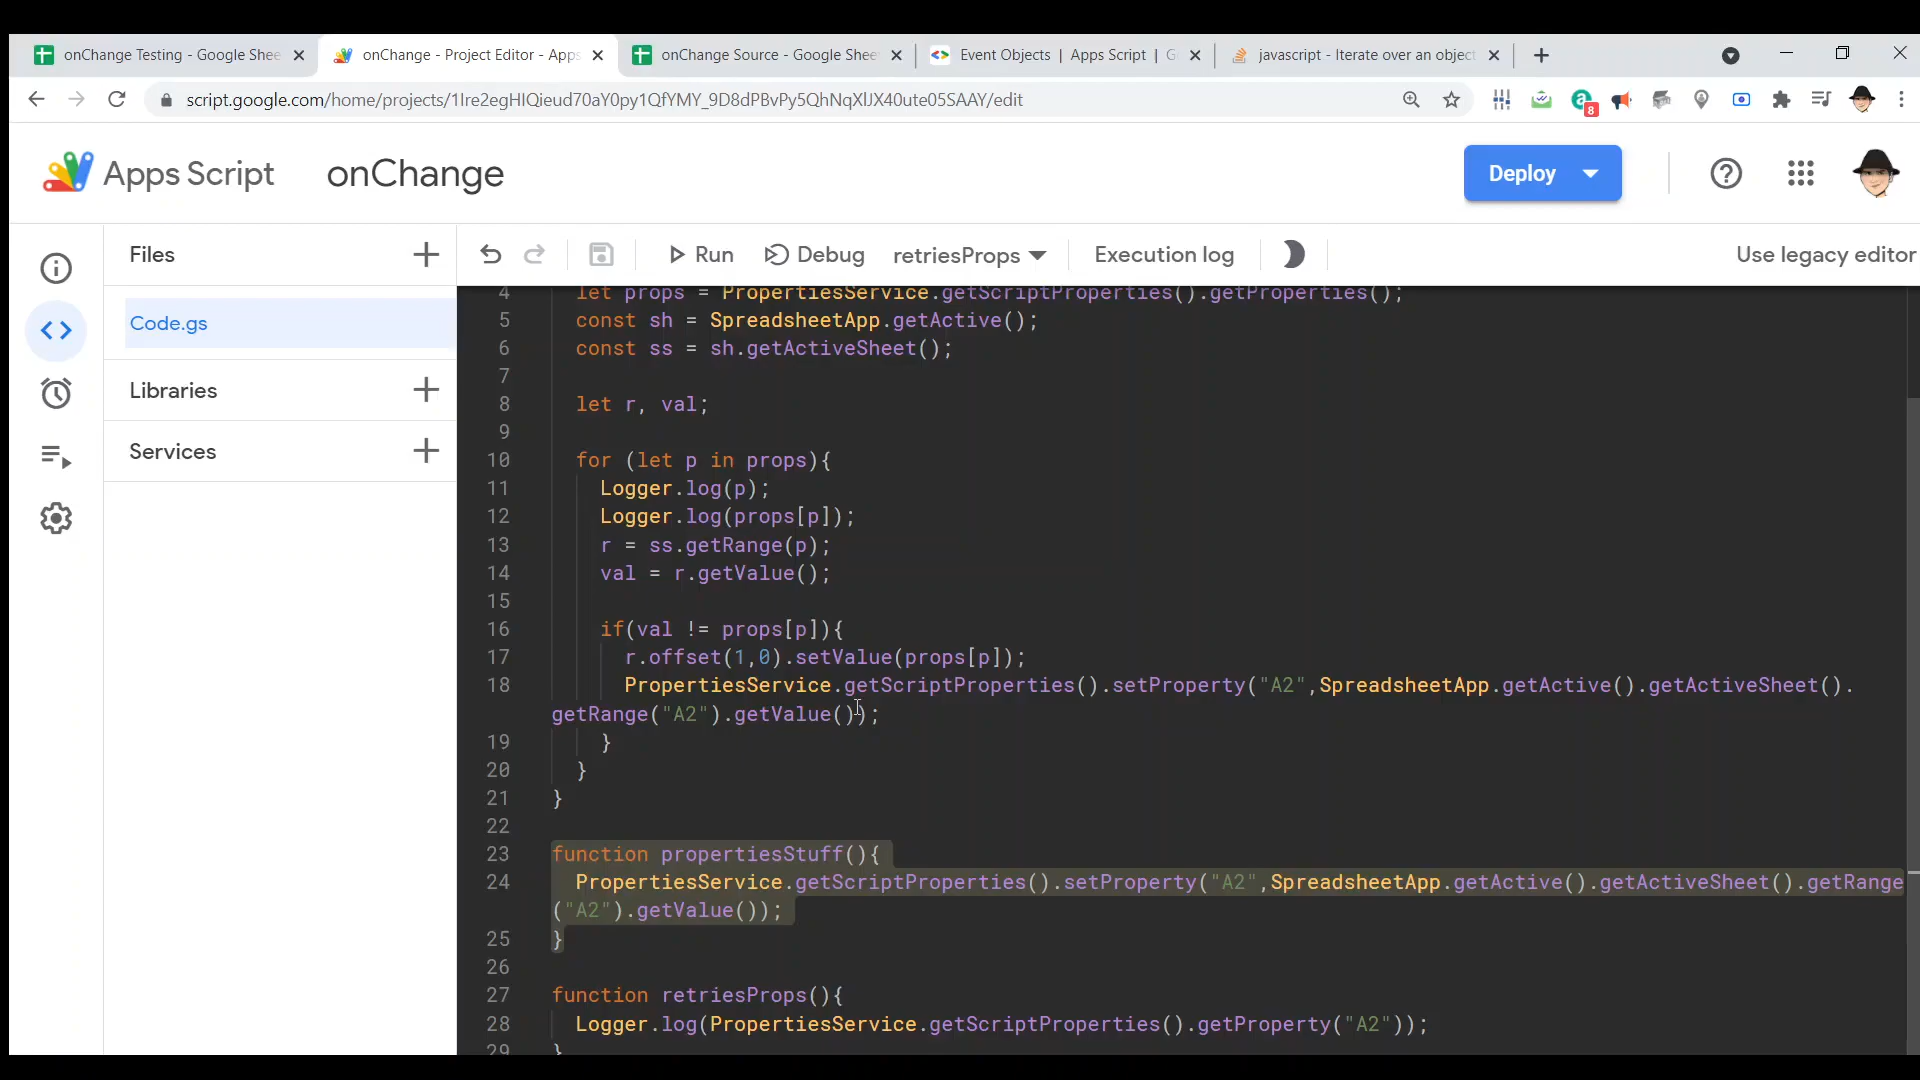 onChange Testing - Google Shee
onChange - Project Editor - Apps
onChange Source - Google Shee
Event Objects | Apps Script | G
javascript - Iterate over an object
script.google.com/home/projects/1Ire2egHIQieud70aY0py1QfYMY_9D8dPBvPy5QhNqXlJX40ute05SAAY/edit
8
Apps Script
onChange
Deploy
Files
Run
Debug
retriesProps
Execution log
Use legacy editor
Code.gs
Libraries
Services
4 let props = PropertiesService.getScriptProperties().getProperties();
5 const sh = SpreadsheetApp.getActive();
6 const ss = sh.getActiveSheet();
7
8 let r, val;
9
10 for (let p in props){
11 Logger.log(p);
12 Logger.log(props[p]);
13 r = ss.getRange(p);
14 val = r.getValue();
15
16 if(val != props[p]){
17 r.offset(1,0).setValue(props[p]);
18 PropertiesService.getScriptProperties().setProperty("A2",SpreadsheetApp.getActive().getActiveSheet().
getRange("A2").getValue());
19 }
20 }
21 }
22
23 function propertiesStuff(){
24 PropertiesService.getScriptProperties().setProperty("A2",SpreadsheetApp.getActive().getActiveSheet().getRange
("A2").getValue());
25 }
26
27 function retriesProps(){
28 Logger.log(PropertiesService.getScriptProperties().getProperty("A2"));
29 }